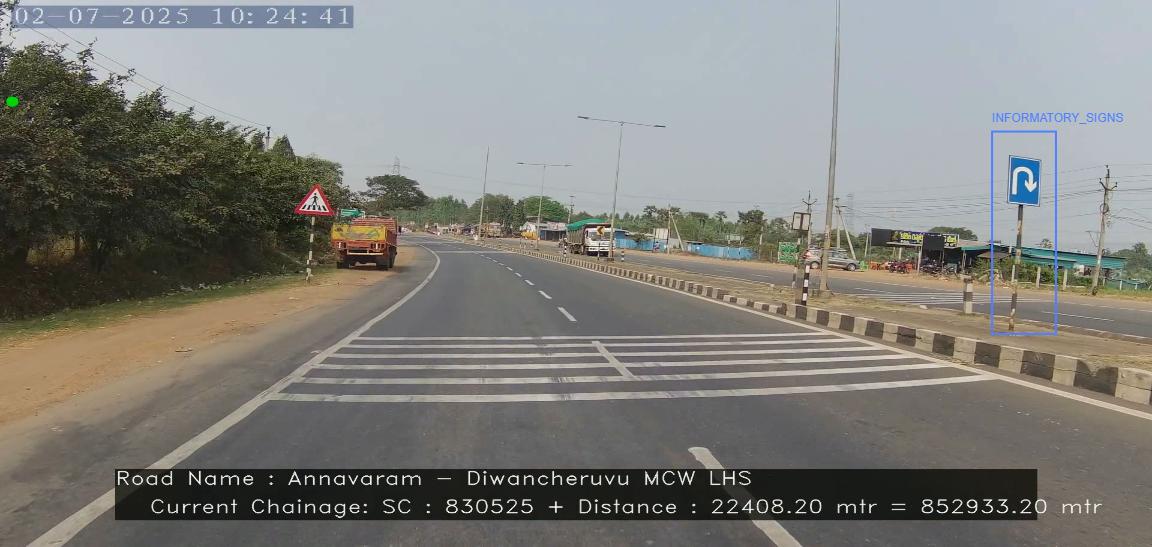 02-07-2025 10:24:41
INFORMATORY_SIGNS
Road Name : Annavaram - Diwancheruvu MCW LHS
Current Chainage: SC : 830525 + Distance : 22408.20 mtr = 852933.20 mtr